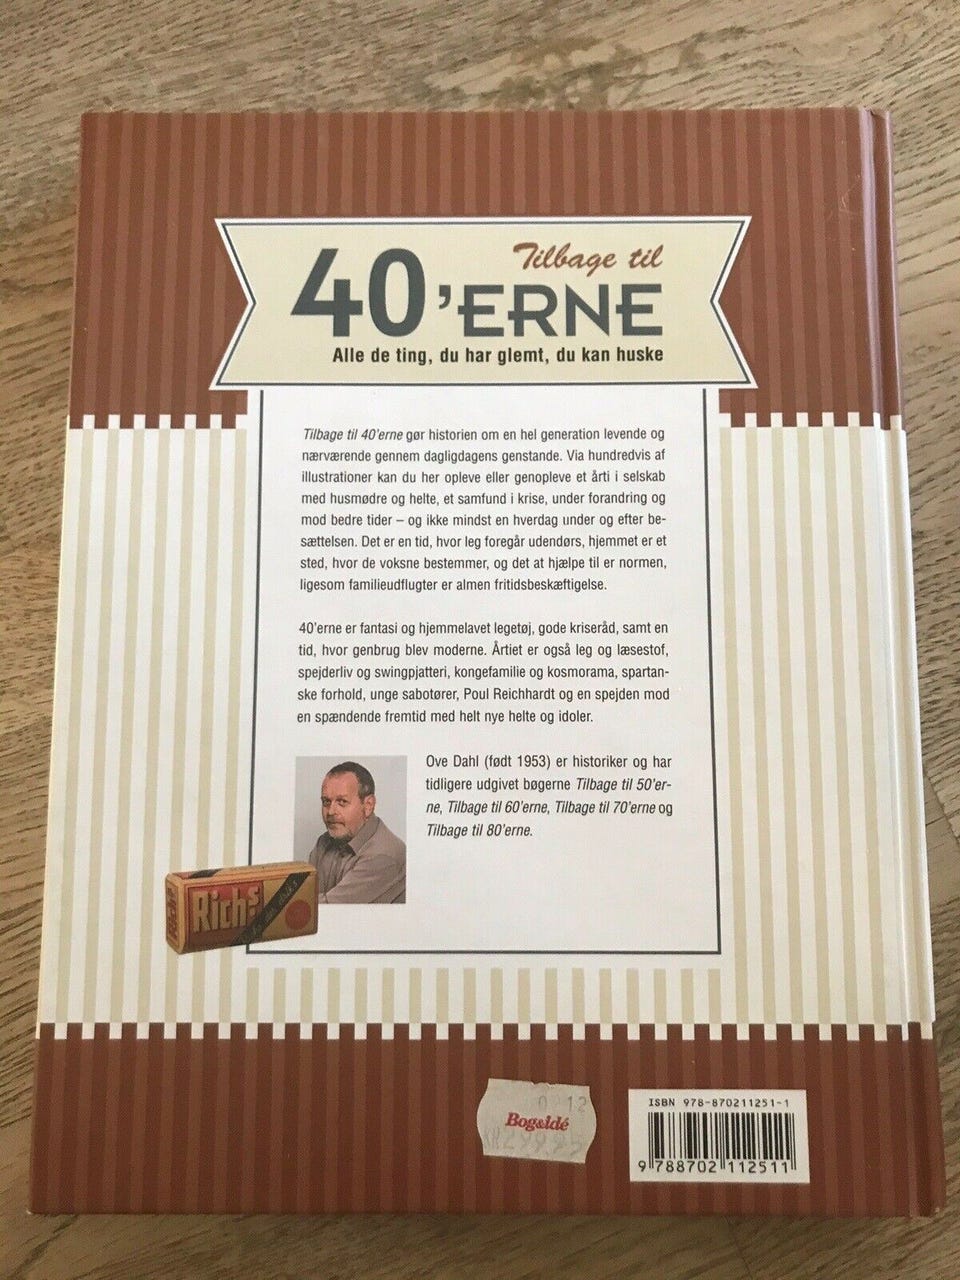 Tilbage til
40'ERNE
Alle de ting, du har glemt, du kan huske
Tilbage til 40'erne gør historien om en hel generation levende og
nærværende gennem dagligdagens genstande. Via hundredvis af
illustrationer kan du her opleve eller genopleve et årti i selskab
med husmødre og helte, et samfund i krise, under forandring og
mod bedre tider – og ikke mindst en hverdag under og efter be-
sættelsen. Det er en tid, hvor leg foregår udendørs, hjemmet er et
sted, hvor de voksne bestemmer, og det at hjælpe til er normen,
ligesom familieudflugter er almen fritidsbeskæftigelse.
40'erne er fantasi og hjemmelavet legetøj, gode kriseråd, samt en
tid, hvor genbrug blev moderne. Årtiet er også leg og læsestof,
spejderliv og swingpjatteri, kongefamilie og kosmorama, spartan-
ske forhold, unge sabotører, Poul Reichhardt og en spejden mod
en spændende fremtid med helt nye helte og idoler.
Ove Dahl (født 1953) er historiker og har
tidligere udgivet bøgerne Tilbage til 50'er-
ne, Tilbage til 60'erne, Tilbage til 70'erne og
Tilbage til 80'erne.
Rich's
Bog&idé
ISBN 978-870211251-1
9 788702 112511